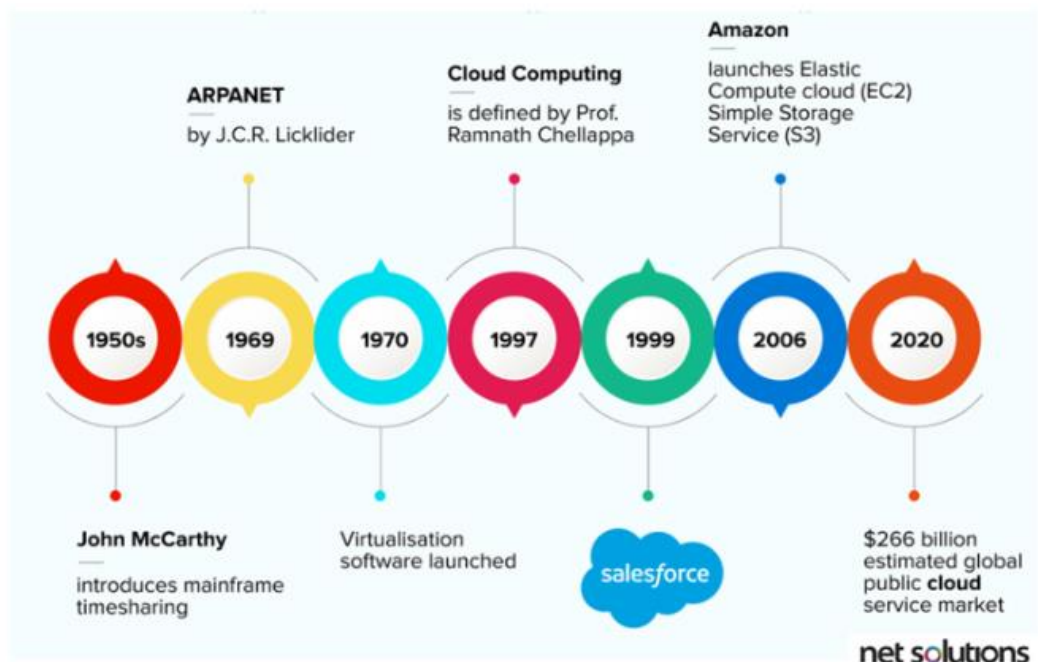 ARPANET
by J.C.R. Licklider
Cloud Computing
is defined by Prof.
Ramnath Chellappa
Amazon
launches Elastic
Compute cloud (EC2)
Simple Storage
Service (S3)
1950s
1969
1970
1997
1999
2006
2020
John McCarthy
introduces mainframe
timesharing
Virtualisation
software launched
salesforce
$266 billion
estimated global
public cloud
service market
net solutions